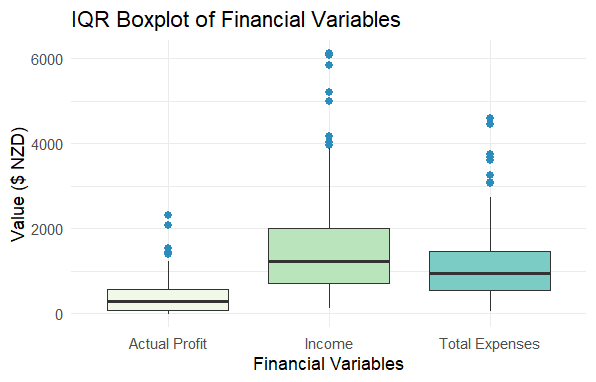 IQR Boxplot of Financial Variables
6000
4000
2000
0
Value ($ NZD)
Actual Profit Income Total Expenses
Financial Variables